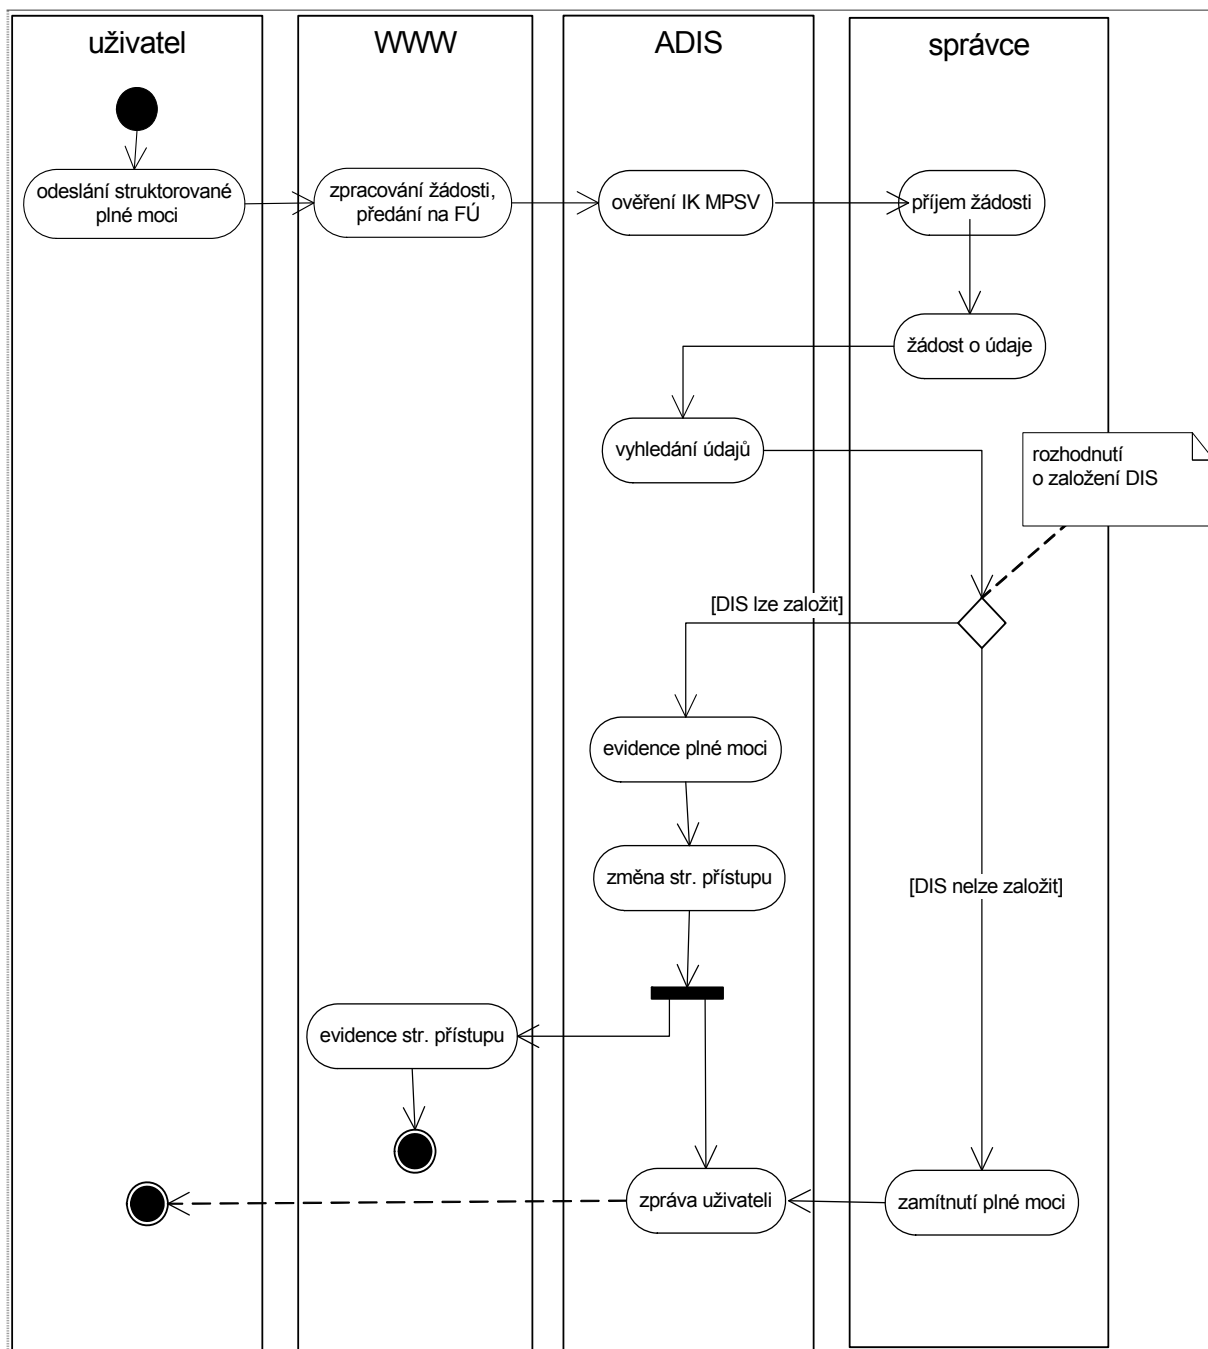 uživatel
WWW
ADIS
správce
odeslání struktorované
plné moci
zpracování žádosti,
předání na FÚ
ověření IK MPSV
příjem žádosti
žádost o údaje
vyhledání údajů
rozhodnutí
o založení DIS
[DIS lze založit]
evidence plné moci
změna str. přístupu
[DIS nelze založit]
evidence str. přístupu
zpráva uživateli
zamítnutí plné moci